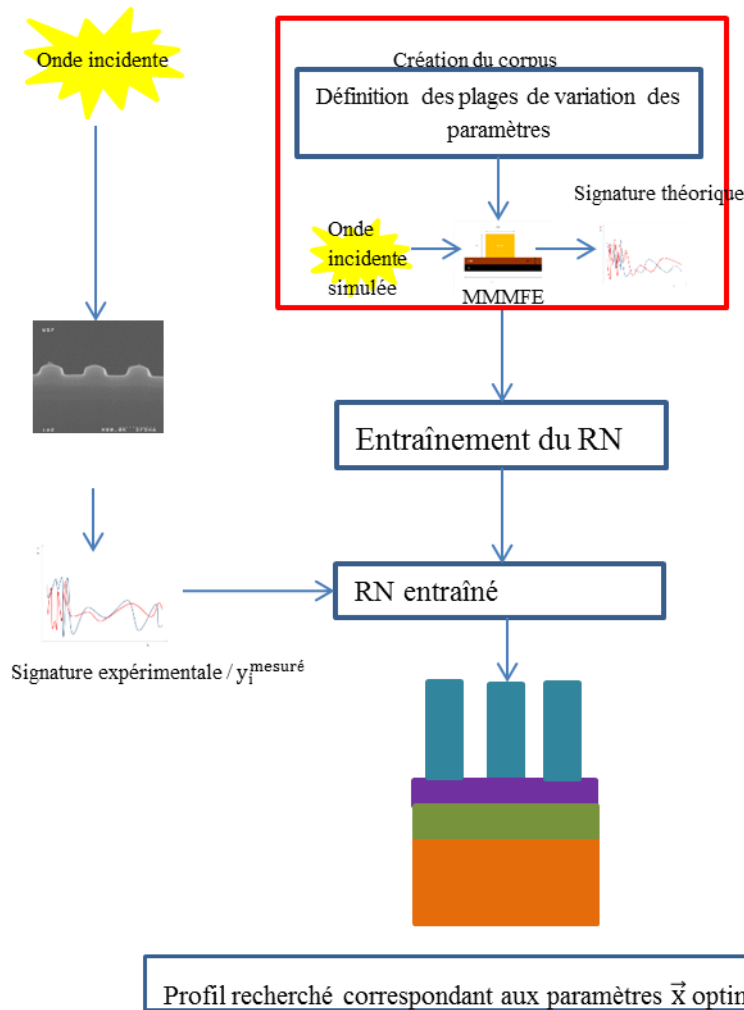 Onde incidente
Création du corpus
Définition des plages de variation des
paramètres
Signature théorique
Onde
incidente
simulée
MMMFE
Entraînement du RN
RN entraîné
Signature expérimentale / y_i^mesuré
Profil recherché correspondant aux paramètres x⃗ optim